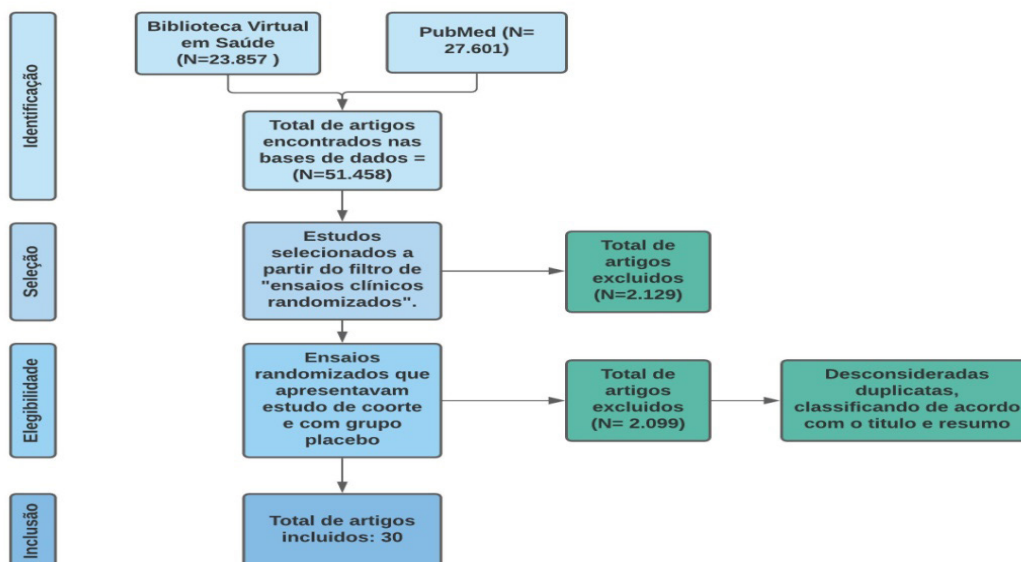 Identificação
Biblioteca Virtual
em Saúde
(N=23.857 )
PubMed (N=
27.601)
Total de artigos
encontrados nas
bases de dados =
(N=51.458)
Seleção
Estudos
selecionados a
partir do filtro de
"ensaios clínicos
randomizados".
Total de
artigos
excluidos
(N=2.129)
Elegibilidade
Ensaios
randomizados que
apresentavam
estudo de coorte
e com grupo
placebo
Total de
artigos
excluidos
(N= 2.099)
Desconsideradas
duplicatas,
classificando de acordo
com o titulo e resumo
Inclusão
Total de artigos
incluidos: 30